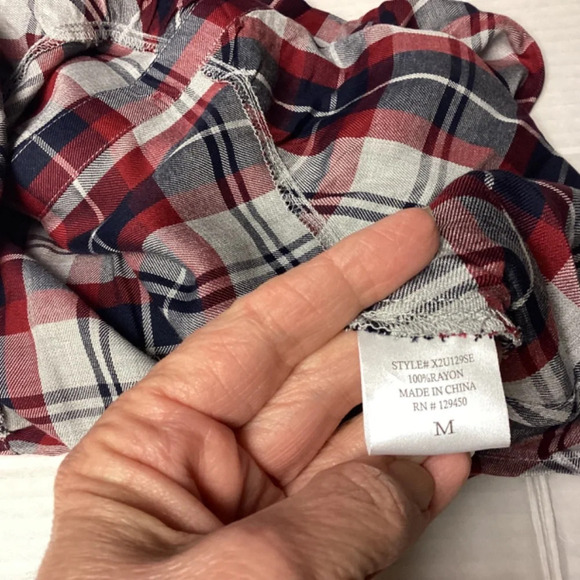 STYLE# X2U129SE
100%RAYON
MADE IN CHINA
RN # 129450
M